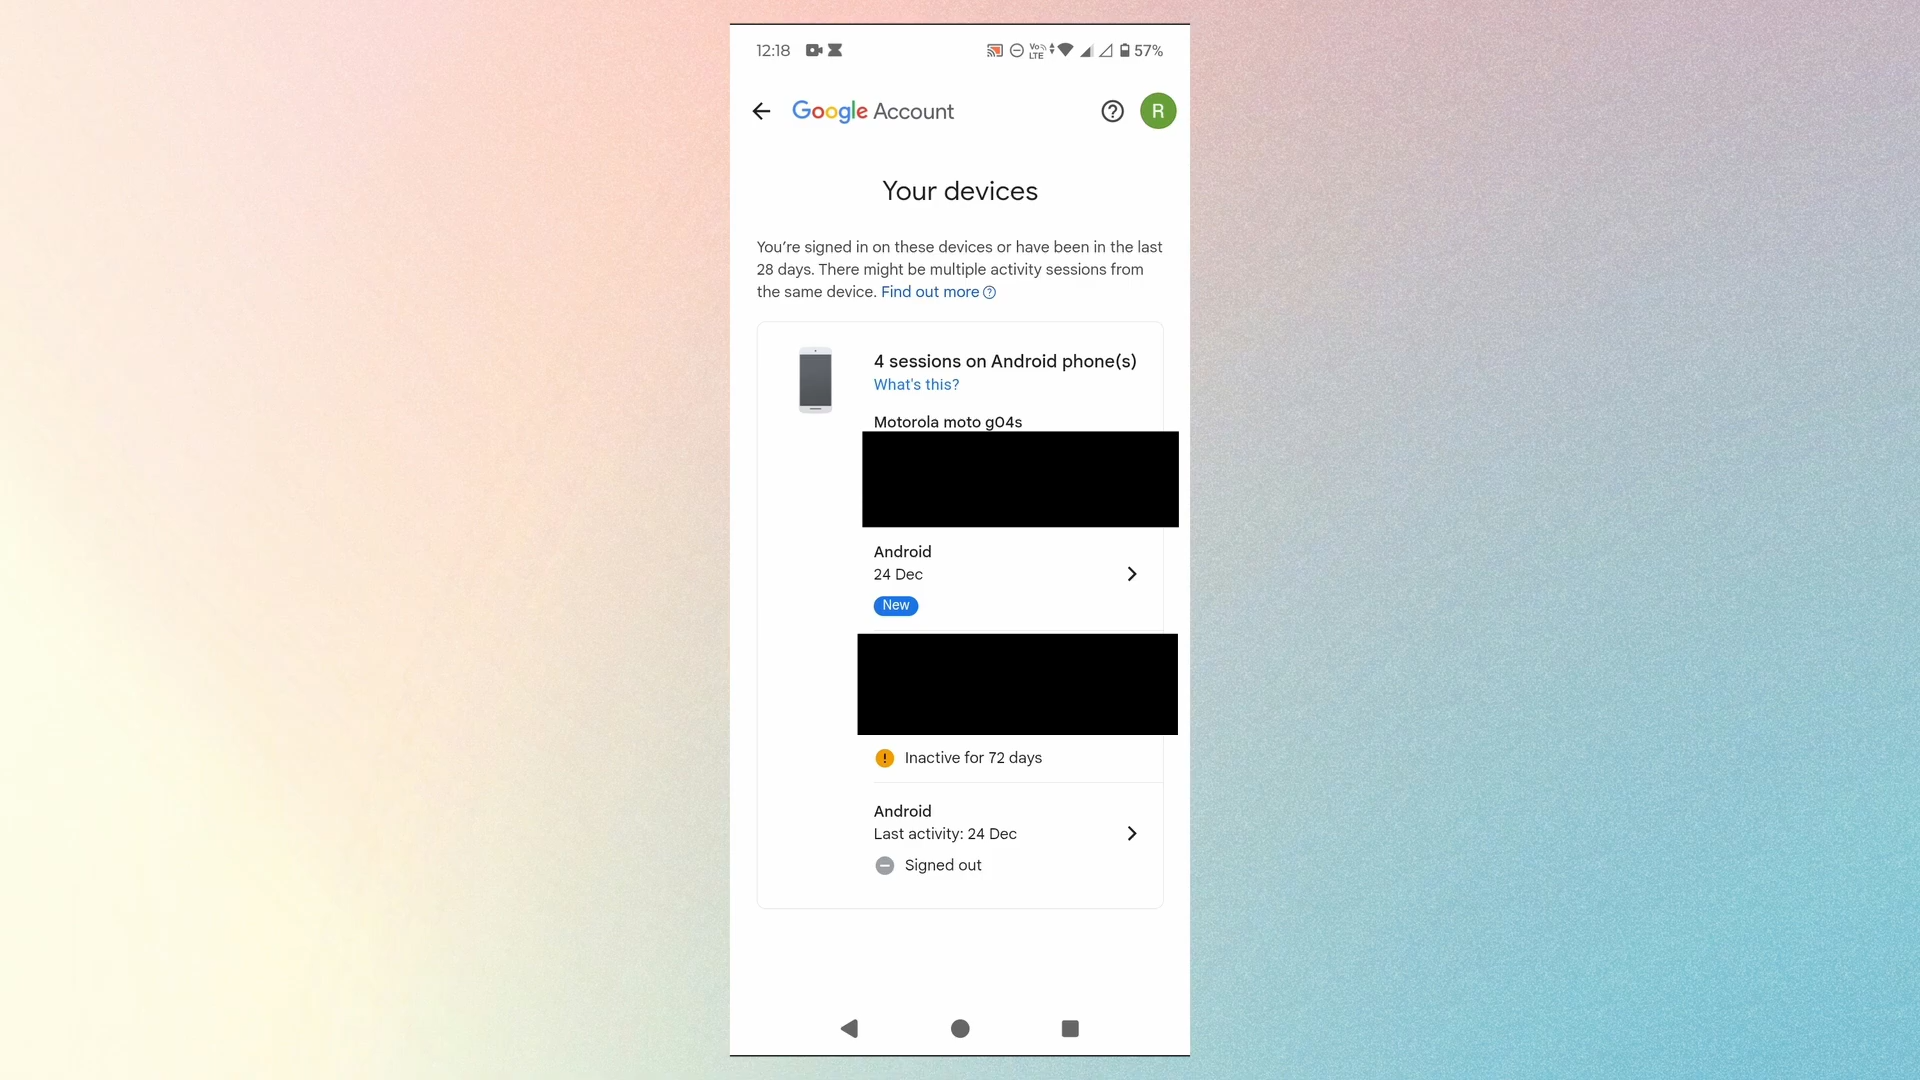 12:18
Vo))
LTE
57%
Google Account
R
Your devices
You’re signed in on these devices or have been in the last
28 days. There might be multiple activity sessions from
the same device. Find out more
4 sessions on Android phone(s)
What's this?
Motorola moto g04s
Android
24 Dec
New
Inactive for 72 days
Android
Last activity: 24 Dec
Signed out